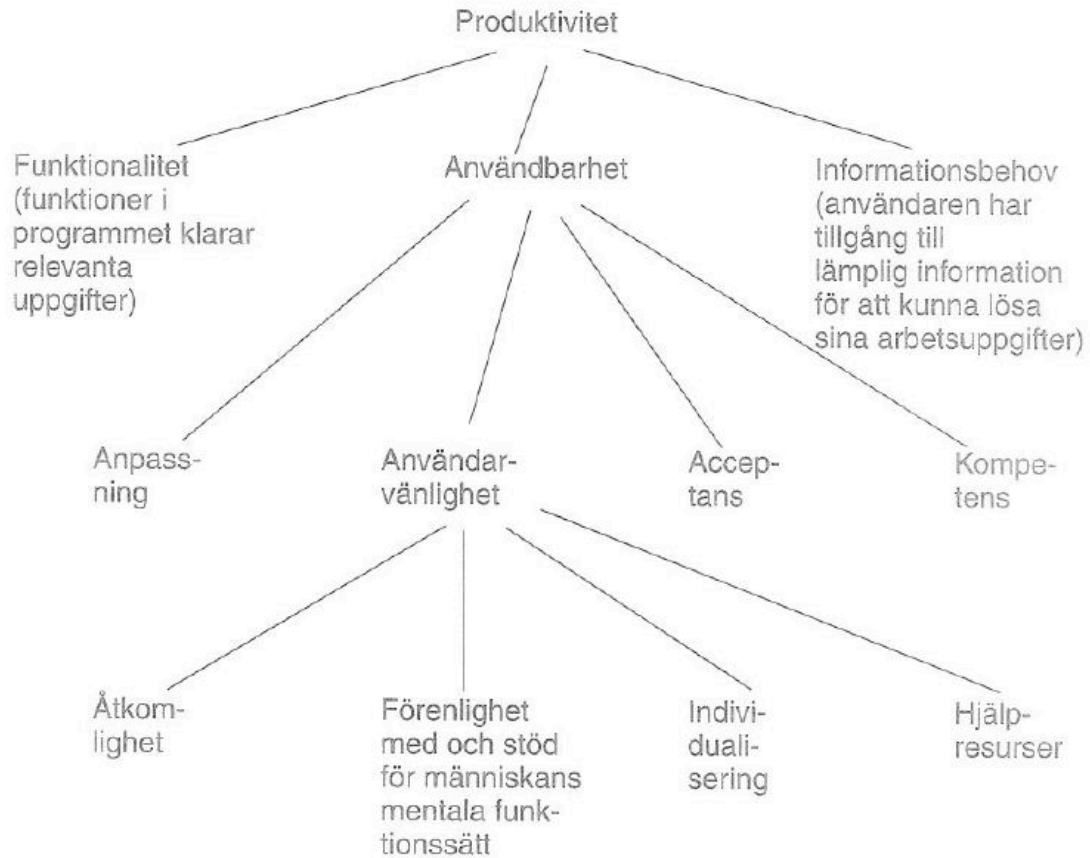 Produktivitet
Funktionalitet
(funktioner i
programmet klarar
relevanta
uppgifter)
Användbarhet
Informationsbehov
(användaren har
tillgång till
lämplig information
för att kunna lösa
sina arbetsuppgifter)
Anpass-
ning
Användar-
vänlighet
Accep-
tans
Kompe-
tens
Åtkom-
lighet
Förenlighet
med och stöd
för människans
mentala funk-
tionssätt
Indivi-
duali-
sering
Hjälp-
resurser